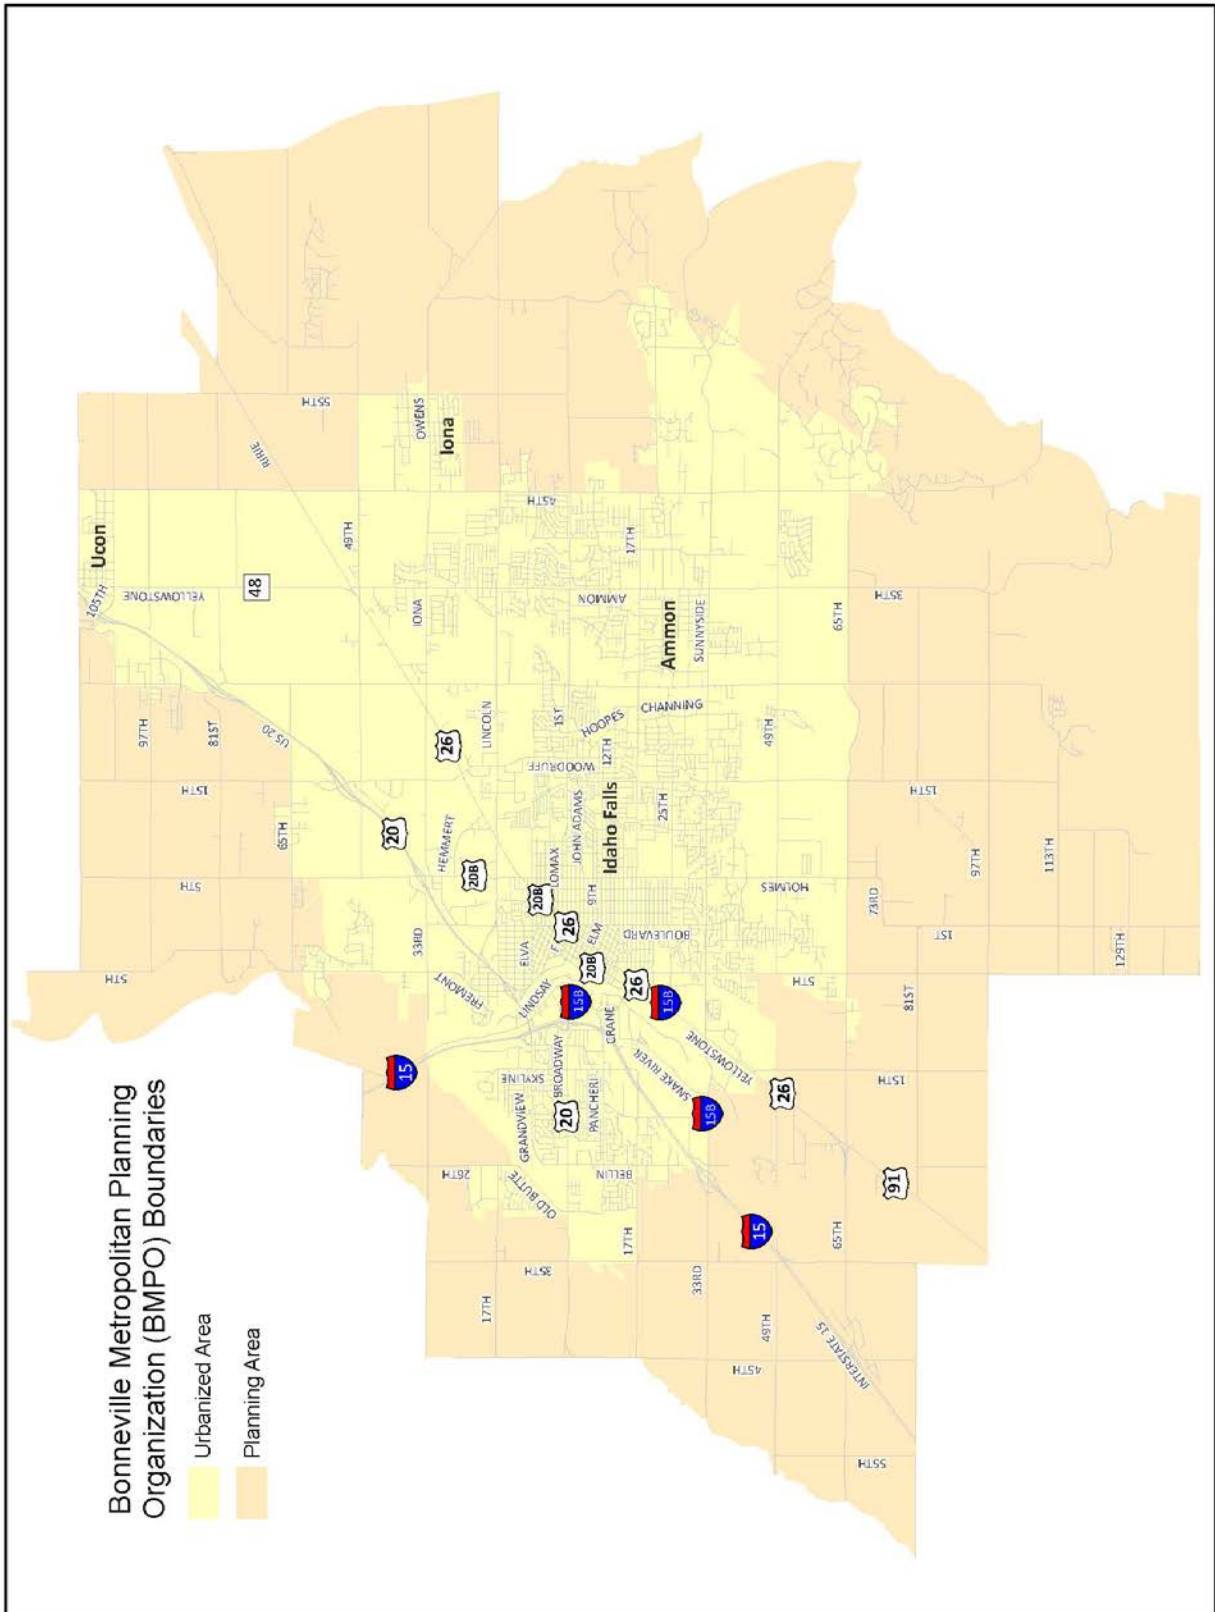 Bonneville Metropolitan Planning
Organization (BMPO) Boundaries
Urbanized Area
Planning Area
Ucon
105TH
YELLOWSTONE
48
97TH
81ST
US 20
15TH
65TH
5TH
5TH
RIRIE
55TH
49TH
OWENS
Iona
IONA
45TH
26
LINCOLN
20
HEMMERT
20B
33RD
FREMONT
15
1ST
HOOPES
CHANNING
WOODRUFF
12TH
JOHN ADAMS
LOMAX
20B
26
9TH
ELM
F
ELVA
BOULEVARD
20B
LINDSAY
15B
26
15B
CRANE
BROADWAY
SKYLINE
20
PANCHERI
GRANDVIEW
SNAKE RIVER
YELLOWSTONE
15B
26
26TH
OLD BUTTE
BELLIN
17TH
AMMON
17TH
Ammon
SUNNYSIDE
Idaho Falls
25TH
49TH
65TH
35TH
15TH
HOLMES
73RD
1ST
97TH
113TH
129TH
5TH
81ST
15TH
91
15
65TH
35TH
17TH
33RD
49TH
45TH
INTERSTATE 15
55TH